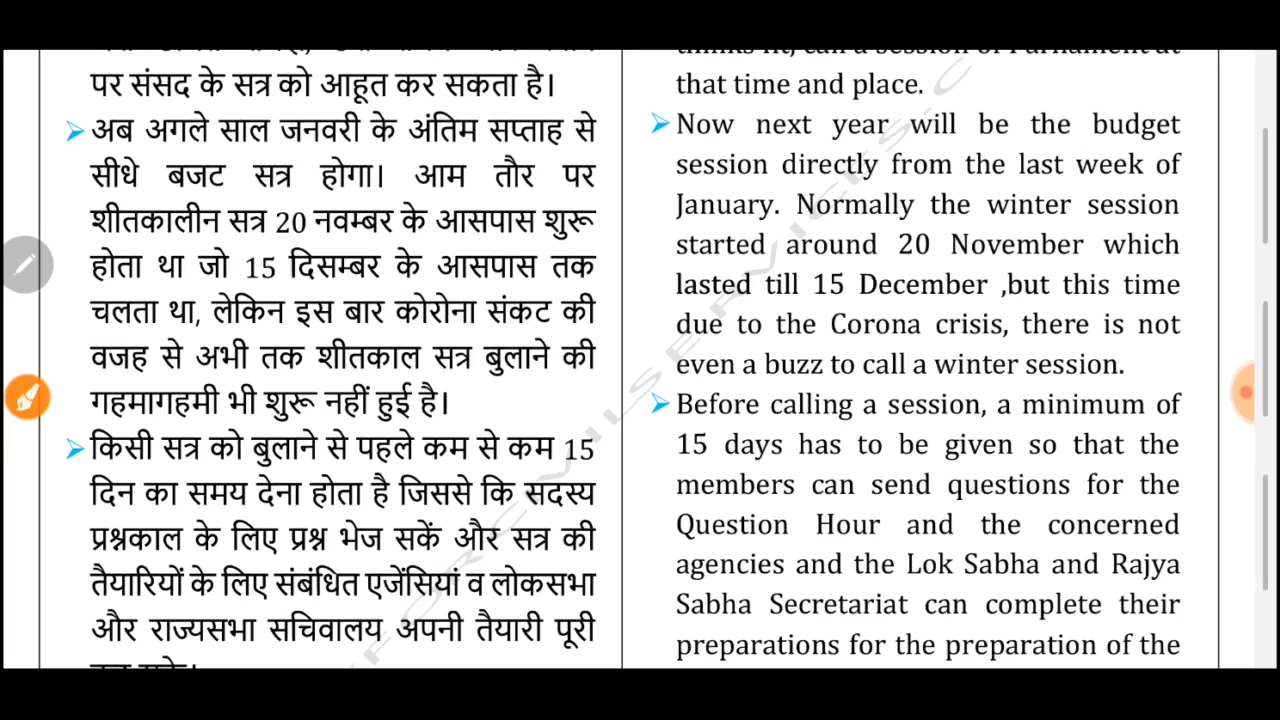 पर संसद के सत्र को आहूत कर सकता है।
➢ अब अगले साल जनवरी के अंतिम सप्ताह से
सीधे बजट सत्र होगा। आम तौर पर
शीतकालीन सत्र 20 नवम्बर के आसपास शुरू
होता था जो 15 दिसम्बर के आसपास तक
चलता था, लेकिन इस बार कोरोना संकट की
वजह से अभी तक शीतकाल सत्र बुलाने की
गहमागहमी भी शुरू नहीं हुई है।
➢ किसी सत्र को बुलाने से पहले कम से कम 15
दिन का समय देना होता है जिससे कि सदस्य
प्रश्नकाल के लिए प्रश्न भेज सकें और सत्र की
तैयारियों के लिए संबंधित एजेंसियां व लोकसभा
और राज्यसभा सचिवालय अपनी तैयारी पूरी
thinks fit, call a session of Parliament at
that time and place.
➢ Now next year will be the budget
session directly from the last week of
January. Normally the winter session
started around 20 November which
lasted till 15 December ,but this time
due to the Corona crisis, there is not
even a buzz to call a winter session.
➢ Before calling a session, a minimum of
15 days has to be given so that the
members can send questions for the
Question Hour and the concerned
agencies and the Lok Sabha and Rajya
Sabha Secretariat can complete their
preparations for the preparation of the